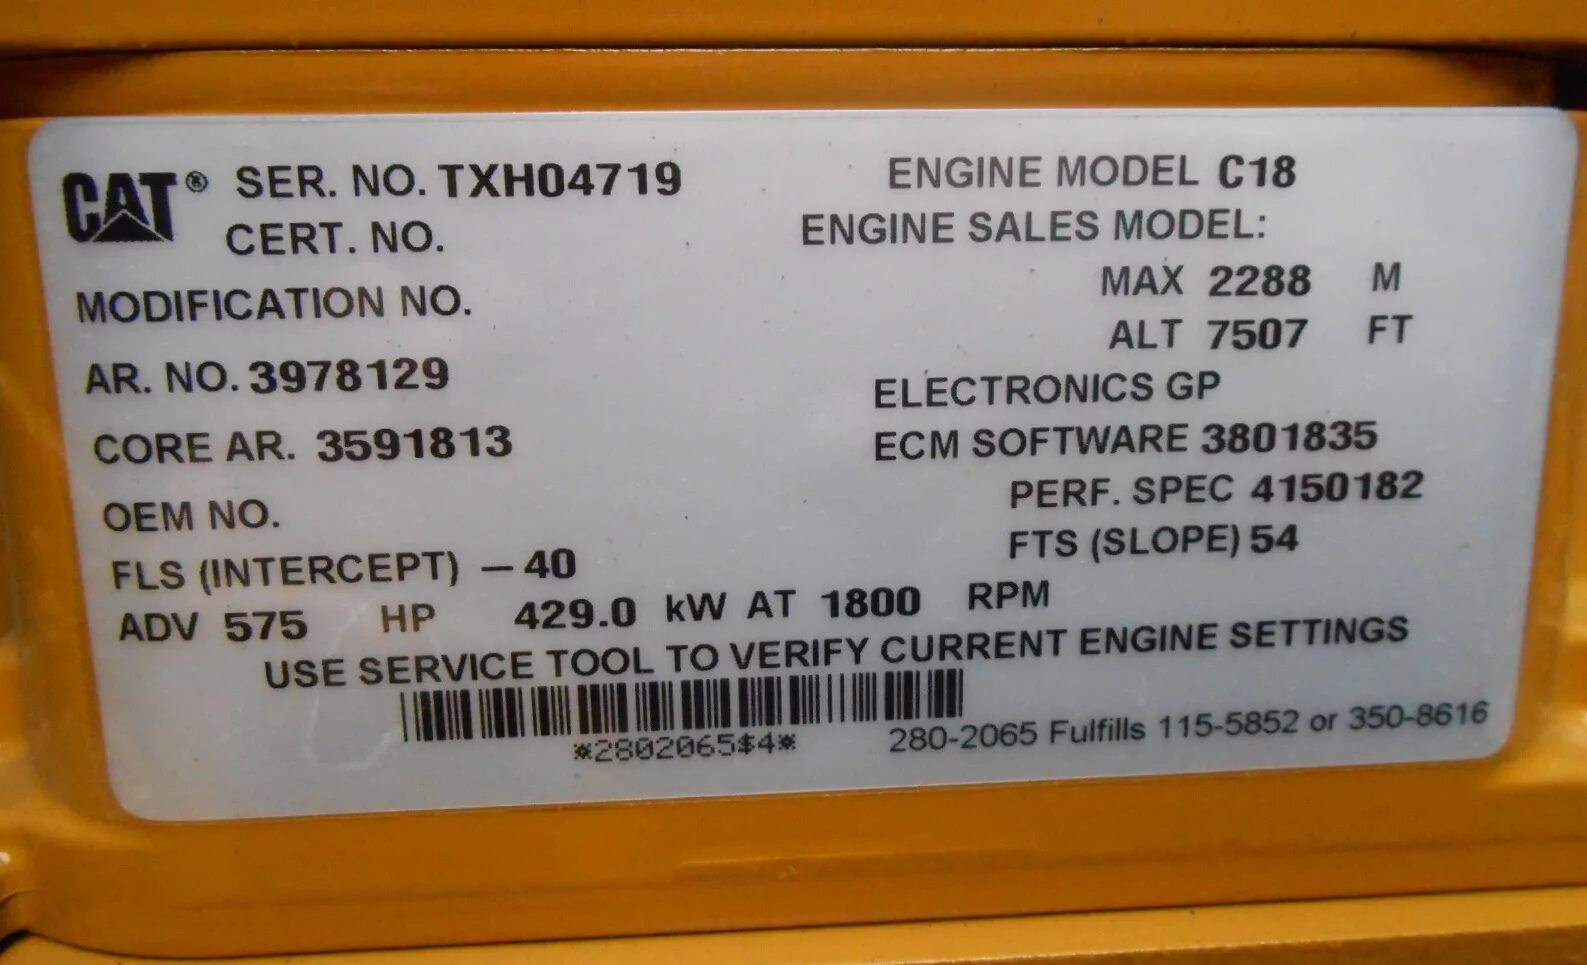 CAT® SER. NO. TXH04719 ENGINE MODEL C18
CERT. NO. ENGINE SALES MODEL:
MODIFICATION NO. MAX 2288 M
ALT 7507 FT
AR. NO. 3978129 ELECTRONICS GP
CORE AR. 3591813 ECM SOFTWARE 3801835
OEM NO. PERF. SPEC 4150182
FLS (INTERCEPT) —40 FTS (SLOPE) 54
ADV 575 HP 429.0 kW AT 1800 RPM
USE SERVICE TOOL TO VERIFY CURRENT ENGINE SETTINGS
*2802065$4* 280-2065 Fulfills 115-5852 or 350-8616